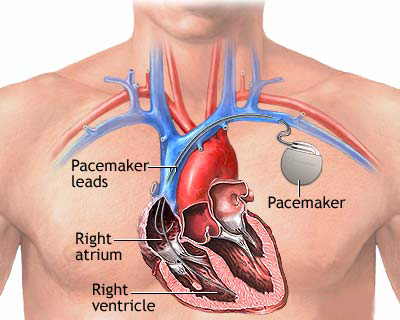 Pacemaker
leads
Pacemaker
Right
atrium
Right
ventricle